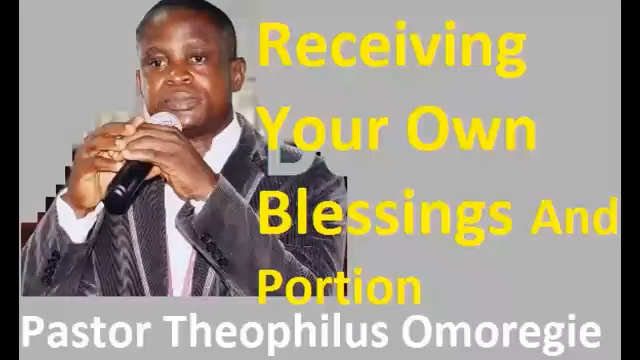 Receiving
Your Own
Blessings And
Portion
Pastor Theophilus Omoregie